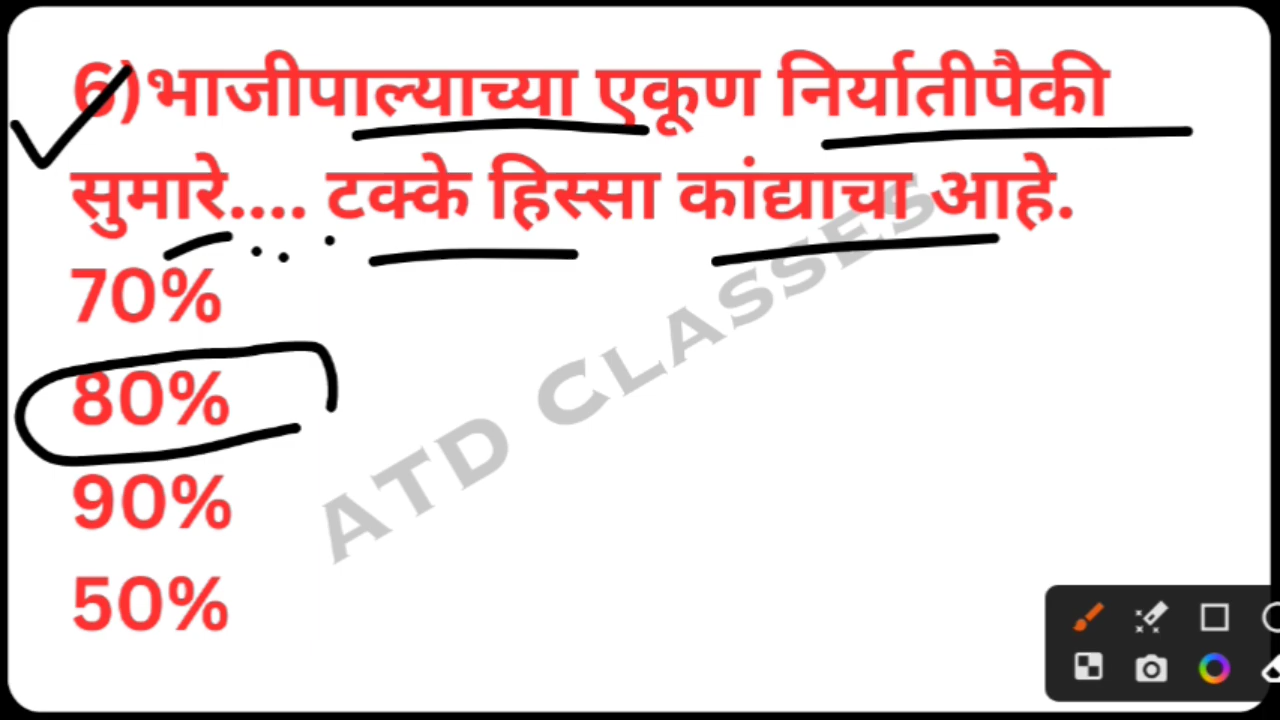 6)भाजीपाल्याच्या एकूण निर्यातीपैकी
सुमारे.... टक्के हिस्सा कांद्याचा आहे.
70%
80%
90%
50%
ATD CLASSES